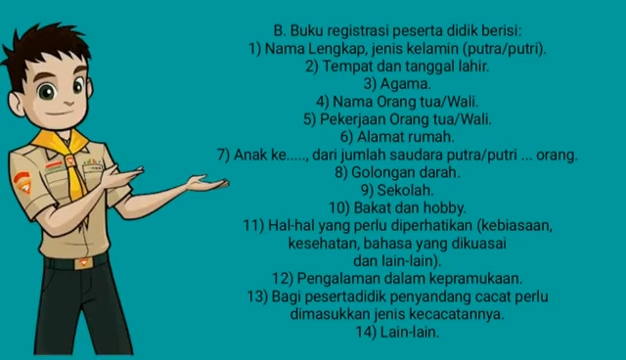 B. Buku registrasi peserta didik berisi:
1) Nama Lengkap, jenis kelamin (putra/putri).
2) Tempat dan tanggal lahir.
3) Agama.
4) Nama Orang tua/Wali.
5) Pekerjaan Orang tua/Wali.
6) Alamat rumah.
7) Anak ke....., dari jumlah saudara putra/putri ... orang.
8) Golongan darah.
9) Sekolah.
10) Bakat dan hobby.
11) Hal-hal yang perlu diperhatikan (kebiasaan,
kesehatan, bahasa yang dikuasai
dan lain-lain).
12) Pengalaman dalam kepramukaan.
13) Bagi pesertadidik penyandang cacat perlu
dimasukkan jenis kecacatannya.
14) Lain-lain.